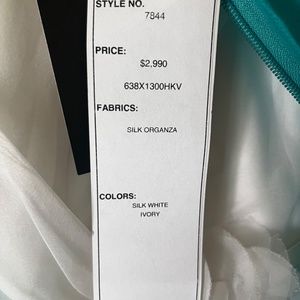 STYLE NO.
7844
PRICE:
$2,990
638X1300HKV
FABRICS:
SILK ORGANZA
COLORS:
SILK WHITE
IVORY